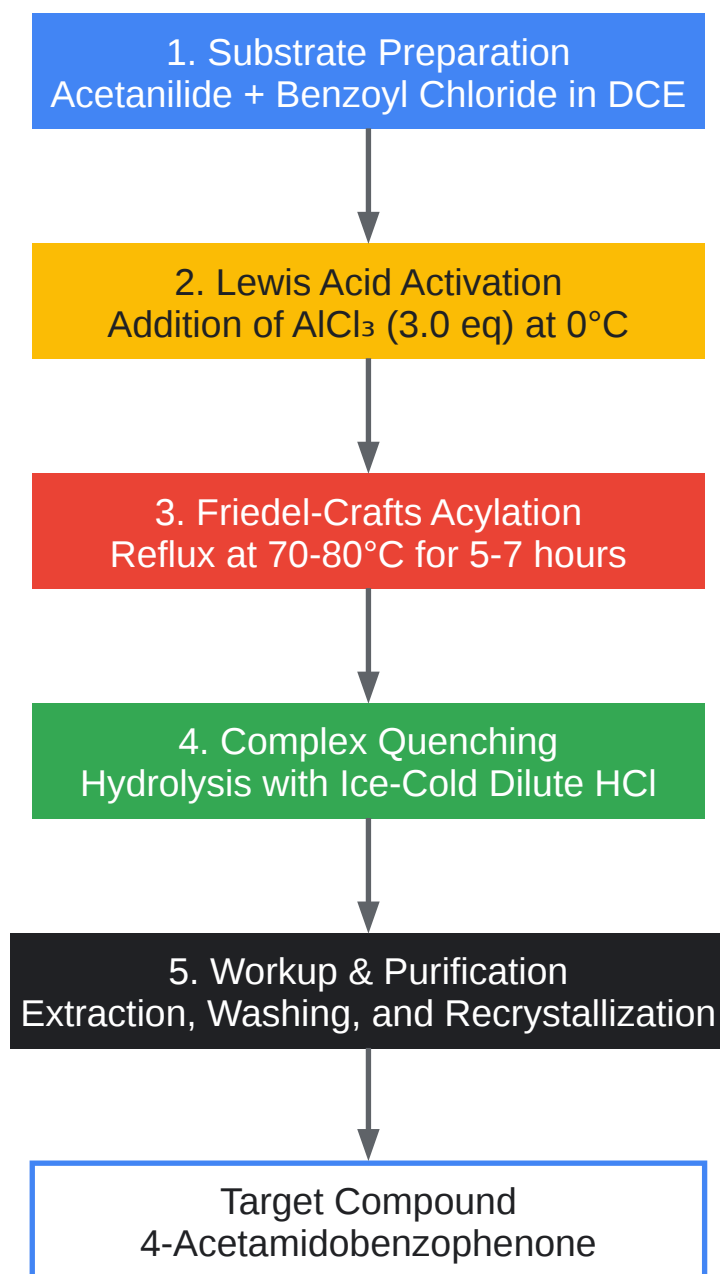 1. Substrate Preparation
Acetanilide + Benzoyl Chloride in DCE
2. Lewis Acid Activation
Addition of AlCl₃ (3.0 eq) at 0°C
3. Friedel-Crafts Acylation
Reflux at 70-80°C for 5-7 hours
4. Complex Quenching
Hydrolysis with Ice-Cold Dilute HCl
5. Workup & Purification
Extraction, Washing, and Recrystallization
Target Compound
4-Acetamidobenzophenone